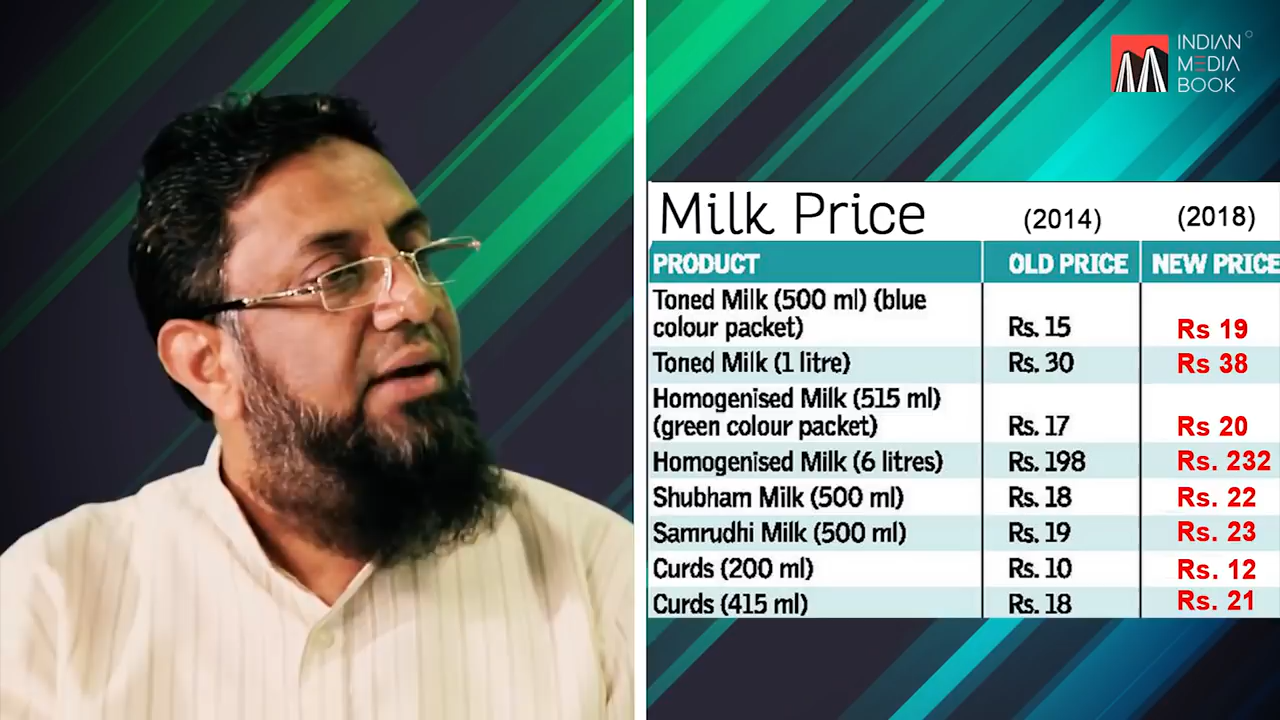 INDIAN
MEDIA
BOOK
Milk Price (2014) (2018)
PRODUCT OLD PRICE NEW PRICE
Toned Milk (500 ml) (blue
colour packet) Rs. 15 Rs 19
Toned Milk (1 litre) Rs. 30 Rs 38
Homogenised Milk (515 ml)
(green colour packet) Rs. 17 Rs 20
Homogenised Milk (6 litres) Rs. 198 Rs. 232
Shubham Milk (500 ml) Rs. 18 Rs. 22
Samrudhi Milk (500 ml) Rs. 19 Rs. 23
Curds (200 ml) Rs. 10 Rs. 12
Curds (415 ml) Rs. 18 Rs. 21